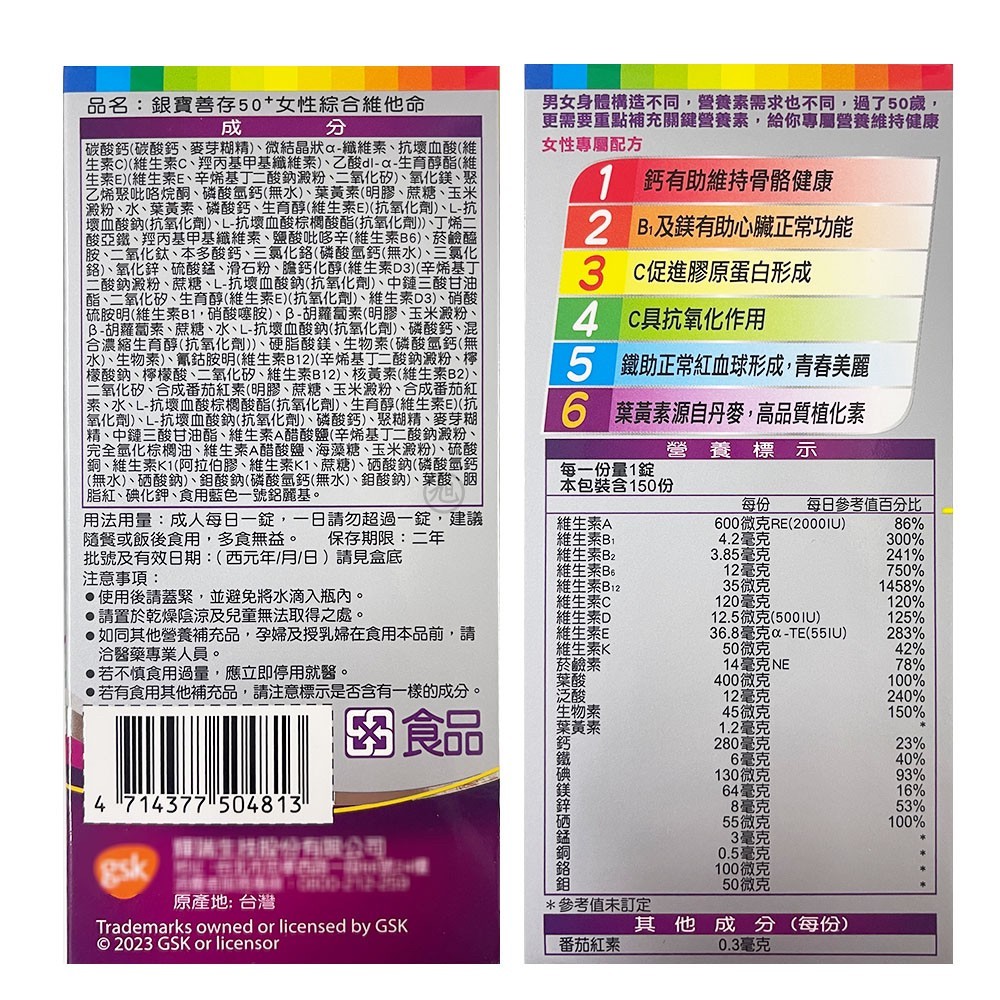 品名：銀寶善存50+女性綜合維他命
成 分
碳酸鈣(碳酸鈣、麥芽糊精)、微結晶狀α-纖維素、抗壞血酸(維
生素C)(維生素C、羥丙基甲基纖維素)、乙酸dl-α-生育醇酯(維
生素E)(維生素E、辛烯基丁二酸鈉澱粉、二氧化矽)、氧化鎂、聚
乙烯聚吡咯烷酮、磷酸氫鈣(無水)、葉黃素(明膠、蔗糖、玉米
澱粉、水、葉黃素、磷酸鈣、生育醇(維生素E)(抗氧化劑)、L-抗
壞血酸鈉(抗氧化劑)、L-抗壞血酸棕櫚酸酯(抗氧化劑))、丁烯二
酸亞鐵、羥丙基甲基纖維素、鹽酸吡哆辛(維生素B6)、菸鹼醯
胺、二氧化鈦、本多酸鈣、三氯化鉻(磷酸氫鈣(無水)、三氯化
鉻)、氧化鋅、硫酸錳、滑石粉、膽鈣化醇(維生素D3)(辛烯基丁
二酸鈉澱粉、蔗糖、L-抗壞血酸鈉(抗氧化劑)、中鏈三酸甘油
酯、二氧化矽、生育醇(維生素E)(抗氧化劑)、維生素D3)、硝酸
硫胺明(維生素B1，硝酸噻胺)、β-胡蘿蔔素(明膠、玉米澱粉、
β-胡蘿蔔素、蔗糖、水、L-抗壞血酸鈉(抗氧化劑)、磷酸鈣、混
合濃縮生育醇(抗氧化劑))、硬脂酸鎂、生物素(磷酸氫鈣(無
水)、生物素)、氰鈷胺明(維生素B12)(辛烯基丁二酸鈉澱粉、檸
檬酸鈉、檸檬酸、二氧化矽、維生素B12)、核黃素(維生素B2)、
二氧化矽、合成番茄紅素(明膠、蔗糖、玉米澱粉、合成番茄紅
素、水、L-抗壞血酸棕櫚酸酯(抗氧化劑)、生育醇(維生素E)(抗
氧化劑)、L-抗壞血酸鈉(抗氧化劑)、磷酸鈣)、聚糊精、麥芽糊
精、中鏈三酸甘油酯、維生素A醋酸鹽(辛烯基丁二酸鈉澱粉、
完全氫化棕櫚油、維生素A醋酸鹽、海藻糖、玉米澱粉)、硫酸
銅、維生素K1(阿拉伯膠、維生素K1、蔗糖)、硒酸鈉(磷酸氫鈣
(無水)、硒酸鈉)、鉬酸鈉(磷酸氫鈣(無水)、鉬酸鈉)、葉酸、胭
脂紅、碘化鉀、食用藍色一號鋁麗基。
旭
用法用量：成人每日一錠，一日請勿超過一錠，建議
隨餐或飯後食用，多食無益。 保存期限：二年
批號及有效日期：(西元年/月/日) 請見盒底
注意事項：
●使用後請蓋緊，並避免將水滴入瓶內。
●請置於乾燥陰涼及兒童無法取得之處。
●如同其他營養補充品，孕婦及授乳婦在食用本品前，請
洽醫藥專業人員。
●若不慎食用過量，應立即停用就醫。
●若有食用其他補充品，請注意標示是否含有一樣的成分。
食品
4 714377 504813
gsk
原產地: 台灣
Trademarks owned or licensed by GSK
© 2023 GSK or licensor
男女身體構造不同，營養素需求也不同，過了50歲，
更需要重點補充關鍵營養素，給你專屬營養維持健康
女性專屬配方
1 鈣有助維持骨骼健康
2 B1及鎂有助心臟正常功能
3 C促進膠原蛋白形成
4 C具抗氧化作用
5 鐵助正常紅血球形成，青春美麗
6 葉黃素源自丹麥，高品質植化素
營 養 標 示
每一份量1錠
本包裝含150份
每份 每日參考值百分比
維生素A 600微克RE(2000IU) 86%
維生素B1 4.2毫克 300%
維生素B2 3.85毫克 241%
維生素B6 12毫克 750%
維生素B12 35微克 1458%
維生素C 120毫克 120%
維生素D 12.5微克(500IU) 125%
維生素E 36.8毫克α-TE(55IU) 283%
維生素K 50微克 42%
菸鹼素 14毫克NE 78%
葉酸 400微克 100%
泛酸 12毫克 240%
生物素 45微克 150%
葉黃素 1.2毫克 *
鈣 280毫克 23%
鐵 6毫克 40%
碘 130微克 93%
鎂 64毫克 16%
鋅 8毫克 53%
硒 55微克 100%
錳 3毫克 *
銅 0.5毫克 *
鉻 100微克 *
鉬 50微克 *
*參考值未訂定
其 他 成 分 (每份)
番茄紅素 0.3毫克